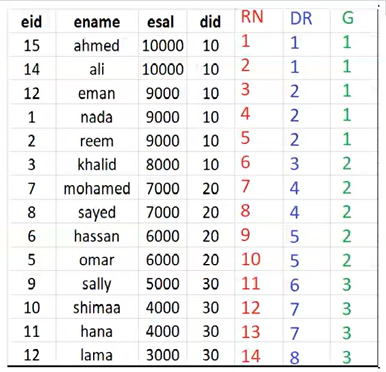 eid ename esal did RN DR G
15 ahmed 10000 10 1 1 1
14 ali 10000 10 2 1 1
12 eman 9000 10 3 2 1
1 nada 9000 10 4 2 1
2 reem 9000 10 5 2 1
3 khalid 8000 10 6 3 2
7 mohamed 7000 20 7 4 2
8 sayed 7000 20 8 4 2
6 hassan 6000 20 9 5 2
5 omar 6000 20 10 5 2
9 sally 5000 30 11 6 3
10 shimaa 4000 30 12 7 3
11 hana 4000 30 13 7 3
12 lama 3000 30 14 8 3